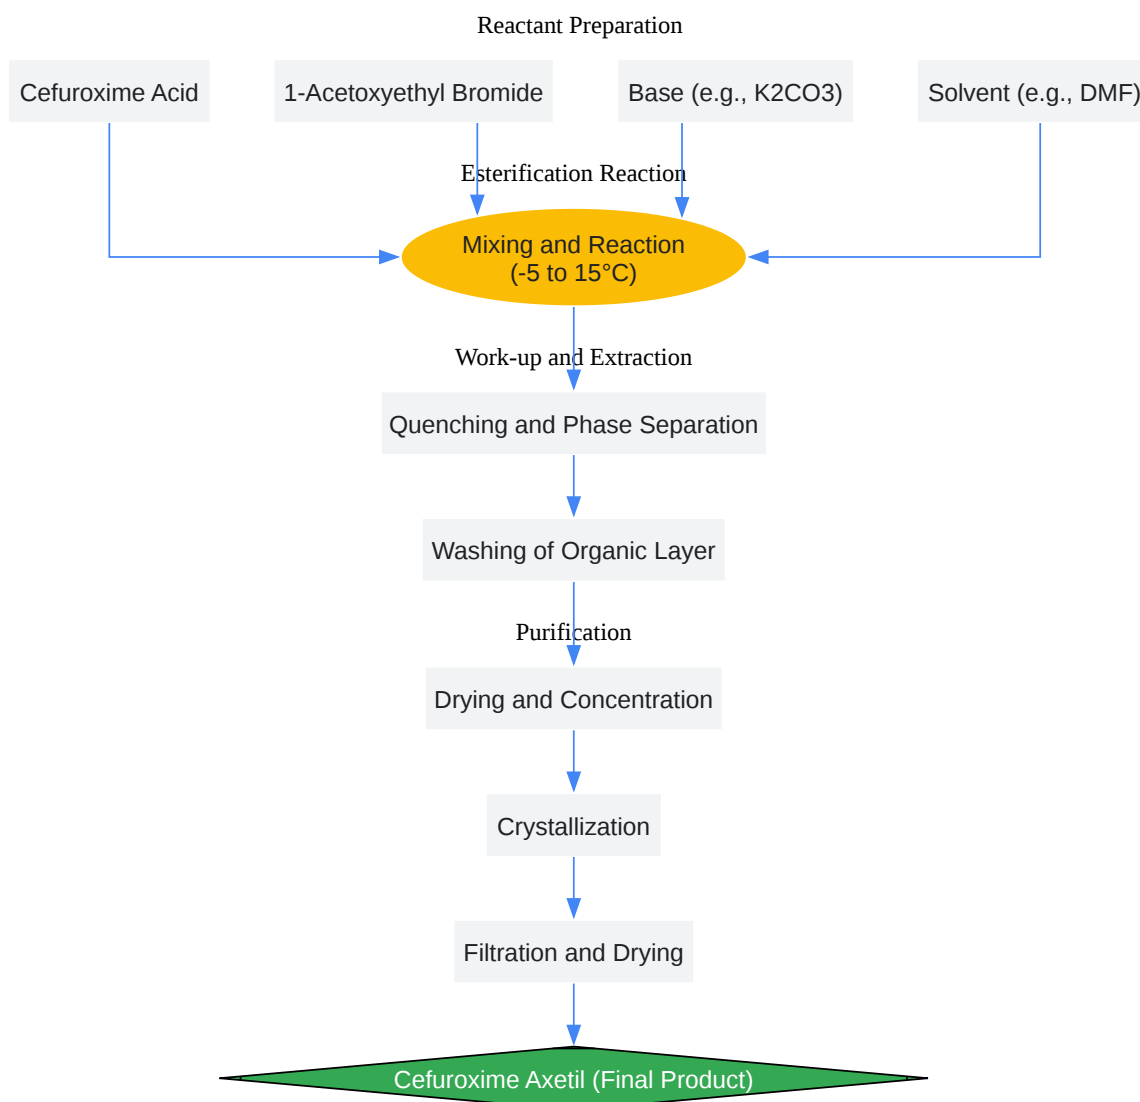 Reactant Preparation
Cefuroxime Acid
1-Acetoxyethyl Bromide
Base (e.g., K2CO3)
Solvent (e.g., DMF)
Esterification Reaction
Mixing and Reaction
(-5 to 15°C)
Work-up and Extraction
Quenching and Phase Separation
Washing of Organic Layer
Purification
Drying and Concentration
Crystallization
Filtration and Drying
Cefuroxime Axetil (Final Product)